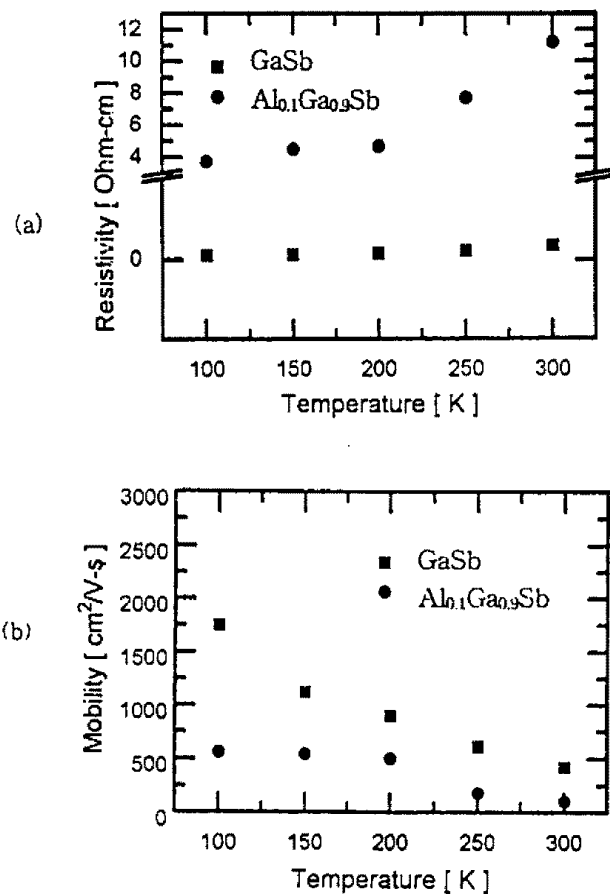 (a)
Resistivity [ Ohm-cm ]
12
10
8
6
4
0
GaSb
Al0.1Ga0.9Sb
100 150 200 250 300
Temperature [ K ]
(b)
Mobility [ cm²/V-s ]
3000
2500
2000
1750
1000
500
0
GaSb
Al0.1Ga0.9Sb
100 150 200 250 300
Temperature [ K ]